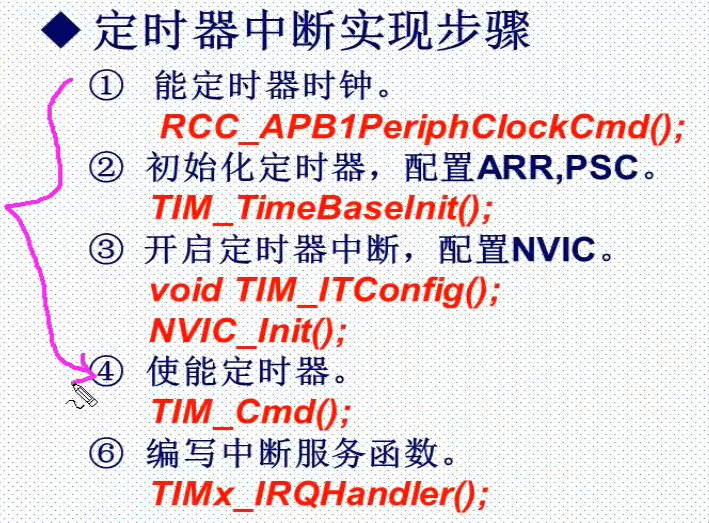 ◆ 定时器中断实现步骤
① 能定时器时钟。
RCC_APB1PeriphClockCmd();
② 初始化定时器，配置ARR,PSC。
TIM_TimeBaseInit();
③ 开启定时器中断，配置NVIC。
void TIM_ITConfig();
NVIC_Init();
④ 使能定时器。
TIM_Cmd();
⑥ 编写中断服务函数。
TIMx_IRQHandler();